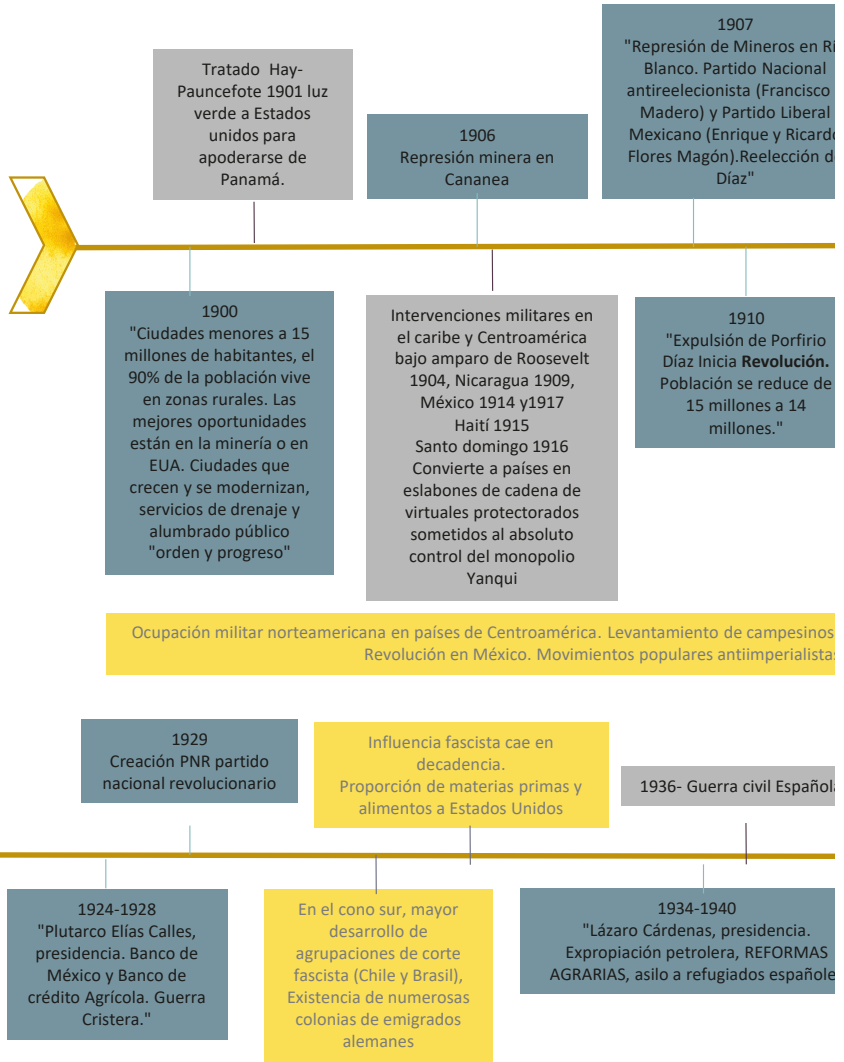 Tratado Hay-
Pauncefote 1901 luz
verde a Estados
unidos para
apoderarse de
Panamá.
1906
Represión minera en
Cananea
1907
"Represión de Mineros en Rí
Blanco. Partido Nacional
antireelecionista (Francisco
Madero) y Partido Liberal
Mexicano (Enrique y Ricardo
Flores Magón).Reelección d
Díaz"
1900
"Ciudades menores a 15
millones de habitantes, el
90% de la población vive
en zonas rurales. Las
mejores oportunidades
están en la minería o en
EUA. Ciudades que
crecen y se modernizan,
servicios de drenaje y
alumbrado público
"orden y progreso"
Intervenciones militares en
el caribe y Centroamérica
bajo amparo de Roosevelt
1904, Nicaragua 1909,
México 1914 y1917
Haití 1915
Santo domingo 1916
Convierte a países en
eslabones de cadena de
virtuales protectorados
sometidos al absoluto
control del monopolio
Yanqui
1910
"Expulsión de Porfirio
Díaz Inicia Revolución.
Población se reduce de
15 millones a 14
millones."
Ocupación militar norteamericana en países de Centroamérica. Levantamiento de campesinos
Revolución en México. Movimientos populares antiimperialistas
1929
Creación PNR partido
nacional revolucionario
Influencia fascista cae en
decadencia.
Proporción de materias primas y
alimentos a Estados Unidos
1936- Guerra civil Española
1924-1928
"Plutarco Elías Calles,
presidencia. Banco de
México y Banco de
crédito Agrícola. Guerra
Cristera."
En el cono sur, mayor
desarrollo de
agrupaciones de corte
fascista (Chile y Brasil),
Existencia de numerosas
colonias de emigrados
alemanes
1934-1940
"Lázaro Cárdenas, presidencia.
Expropiación petrolera, REFORMAS
AGRARIAS, asilo a refugiados españole